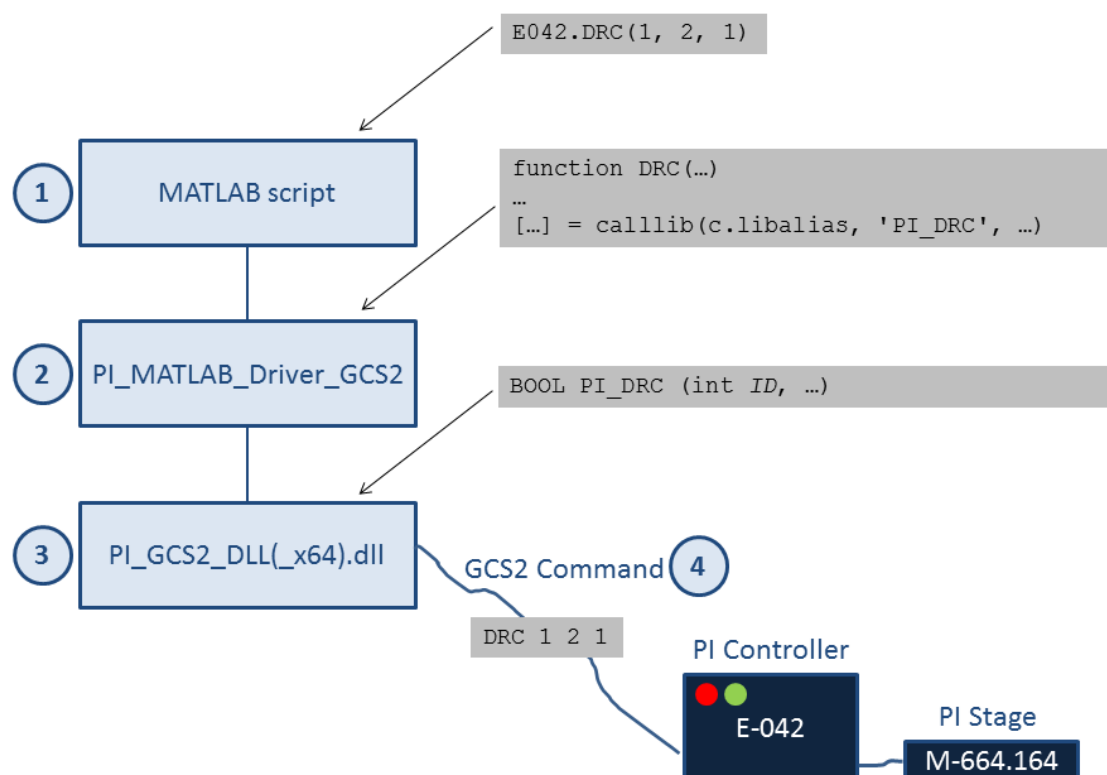 E042.DRC(1, 2, 1)
1
MATLAB script
function DRC(…)
…
[…] = calllib(c.libalias, 'PI_DRC', …)
2
PI_MATLAB_Driver_GCS2
BOOL PI_DRC (int ID, …)
3
PI_GCS2_DLL(_x64).dll
GCS2 Command
4
DRC 1 2 1
PI Controller
E-042
PI Stage
M-664.164